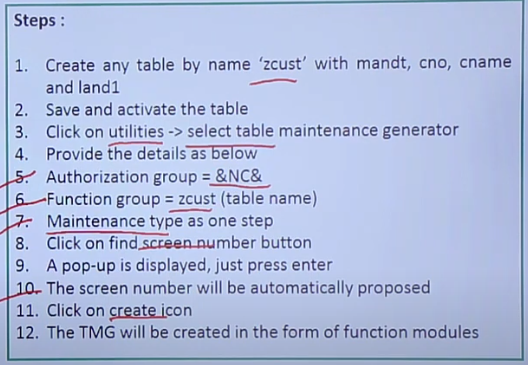 Steps :
1. Create any table by name ‘zcust’ with mandt, cno, cname
and land1
2. Save and activate the table
3. Click on utilities -> select table maintenance generator
4. Provide the details as below
5. Authorization group = &NC&
6. Function group = zcust (table name)
7. Maintenance type as one step
8. Click on find screen number button
9. A pop-up is displayed, just press enter
10. The screen number will be automatically proposed
11. Click on create icon
12. The TMG will be created in the form of function modules